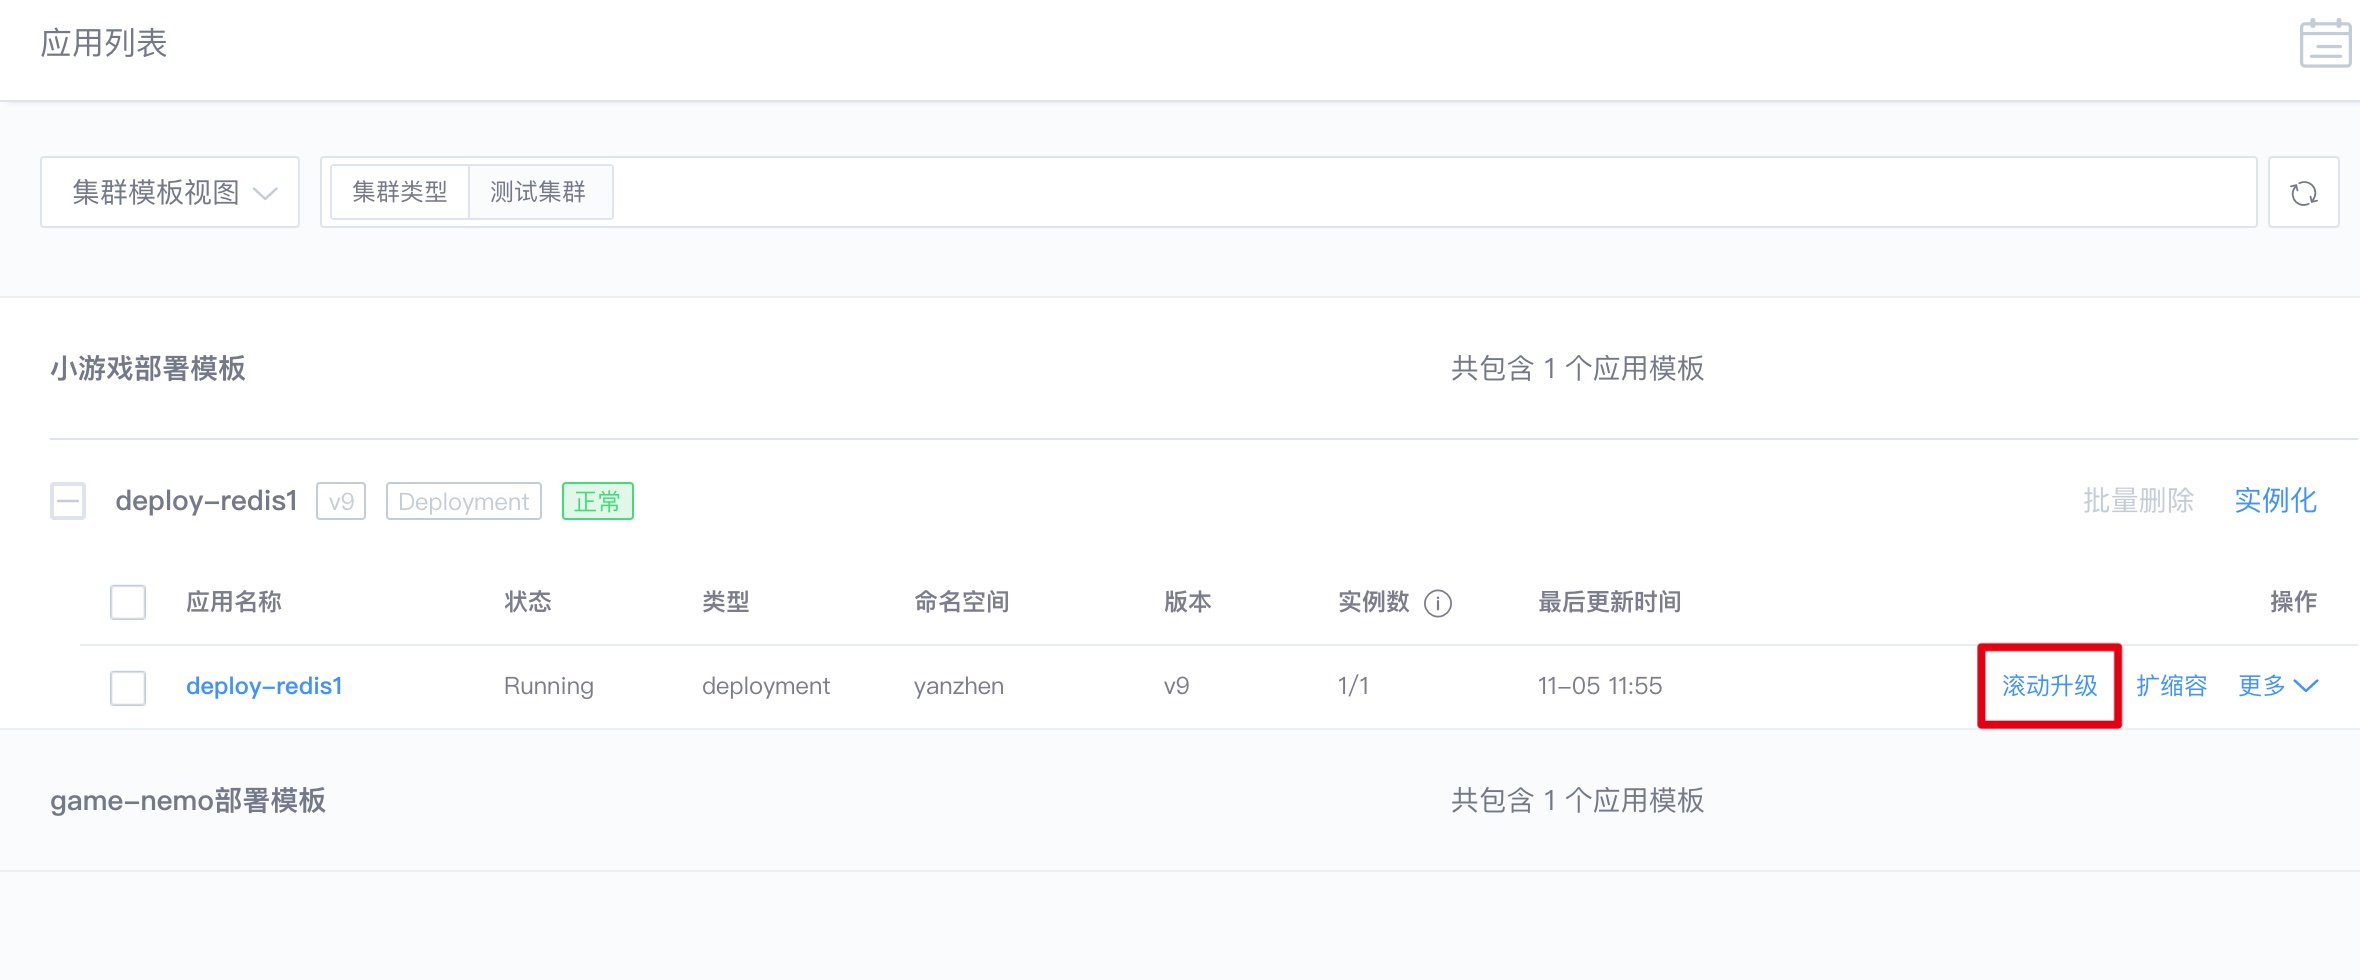 应用列表
集群模板视图 集群类型 测试集群
小游戏部署模板 共包含 1 个应用模板
deploy-redis1 v9 Deployment 正常 批量删除 实例化
应用名称 状态 类型 命名空间 版本 实例数 最后更新时间 操作
deploy-redis1 Running deployment yanzhen v9 1/1 11-05 11:55 滚动升级 扩缩容 更多
game-nemo部署模板 共包含 1 个应用模板